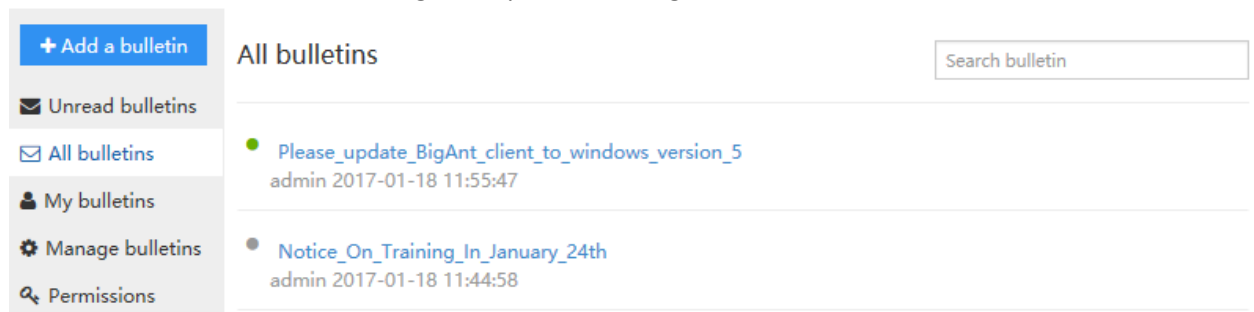 + Add a bulletin
Unread bulletins
All bulletins
My bulletins
Manage bulletins
Permissions
All bulletins
Search bulletin
Please_update_BigAnt_client_to_windows_version_5
admin 2017-01-18 11:55:47
Notice_On_Training_In_January_24th
admin 2017-01-18 11:44:58